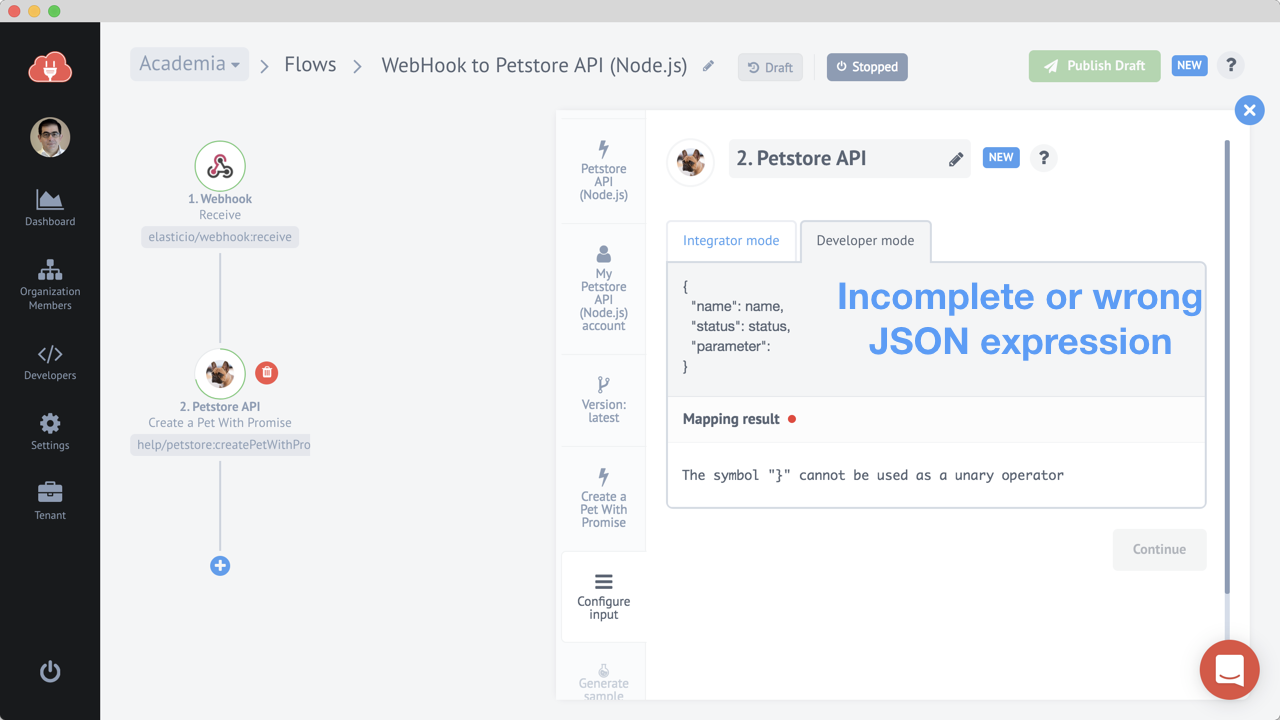 Academia
Flows
WebHook to Petstore API (Node.js)
Draft
Stopped
Publish Draft
NEW
?
Dashboard
Organization
Members
Developers
Settings
Tenant
1. Webhook
Receive
elasticio/webhook:receive
2. Petstore API
Create a Pet With Promise
help/petstore:createPetWithPro
Petstore
API
(Node.js)
My
Petstore
API
(Node.js)
account
Version:
latest
Create a
Pet With
Promise
Configure
input
Generate
sample
2. Petstore API
NEW
?
Integrator mode
Developer mode
{
"name": name,
"status": status,
"parameter":
}
Incomplete or wrong
JSON expression
Mapping result
The symbol "}" cannot be used as a unary operator
Continue